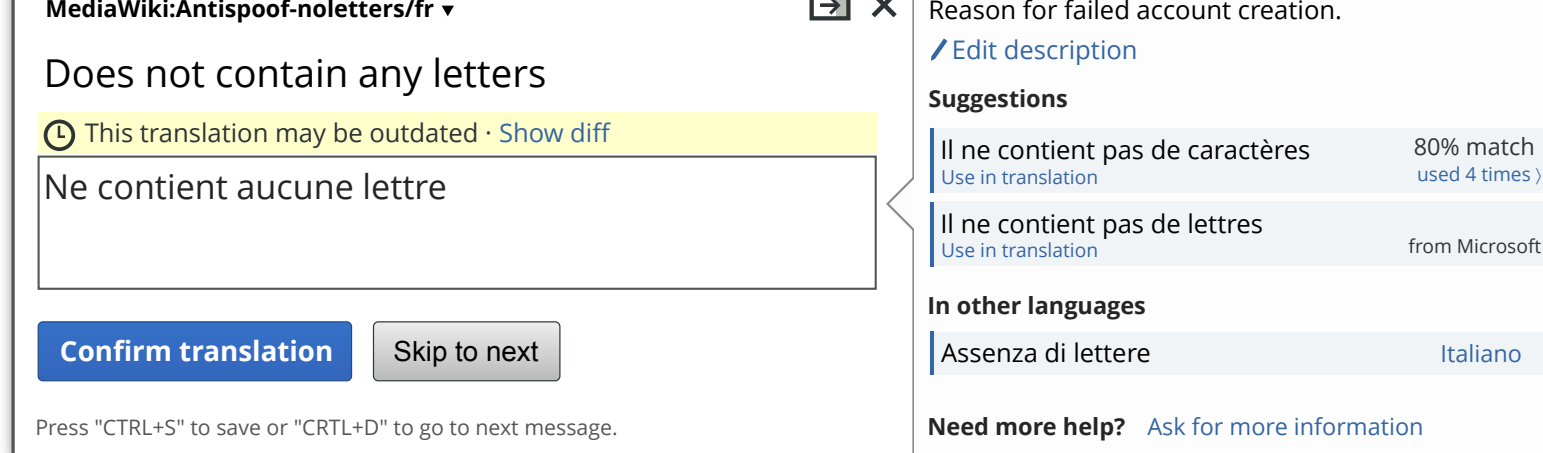 MediaWiki:Antispoof-noletters/fr ▾
Does not contain any letters
This translation may be outdated · Show diff
Ne contient aucune lettre
Confirm translation
Skip to next
Press "CTRL+S" to save or "CRTL+D" to go to next message.
Reason for failed account creation.
Edit description
Suggestions
Il ne contient pas de caractères
80% match
Use in translation
used 4 times 〉
Il ne contient pas de lettres
Use in translation
from Microsoft
In other languages
Assenza di lettere
Italiano
Need more help? Ask for more information